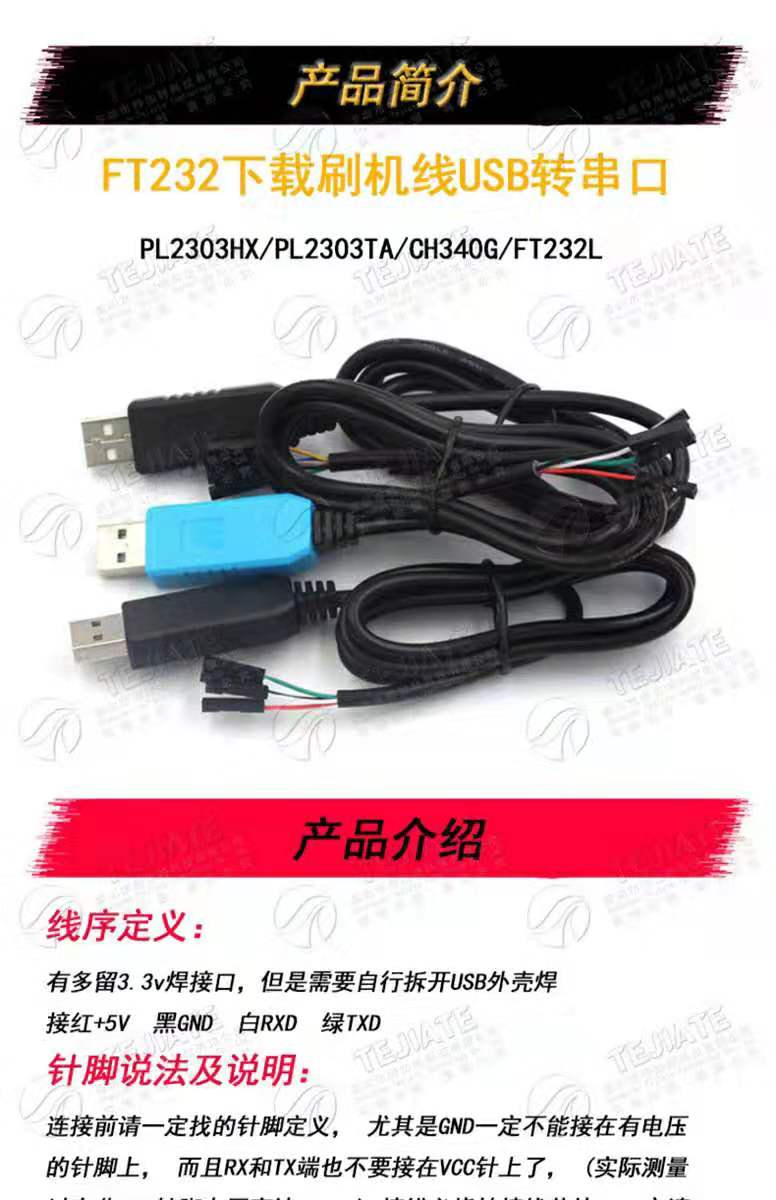 产品简介
FT232下载刷机线USB转串口
PL2303HX/PL2303TA/CH340G/FT232L
TEJIATE
产品介绍
线序定义：
有多留3.3v焊接口，但是需要自行拆开USB外壳焊
接红+5V 黑GND 白RXD 绿TXD
针脚说法及说明：
连接前请一定找的针脚定义， 尤其是GND一定不能接在有电压
的针脚上， 而且RX和TX端也不要接在VCC针上了，（实际测量